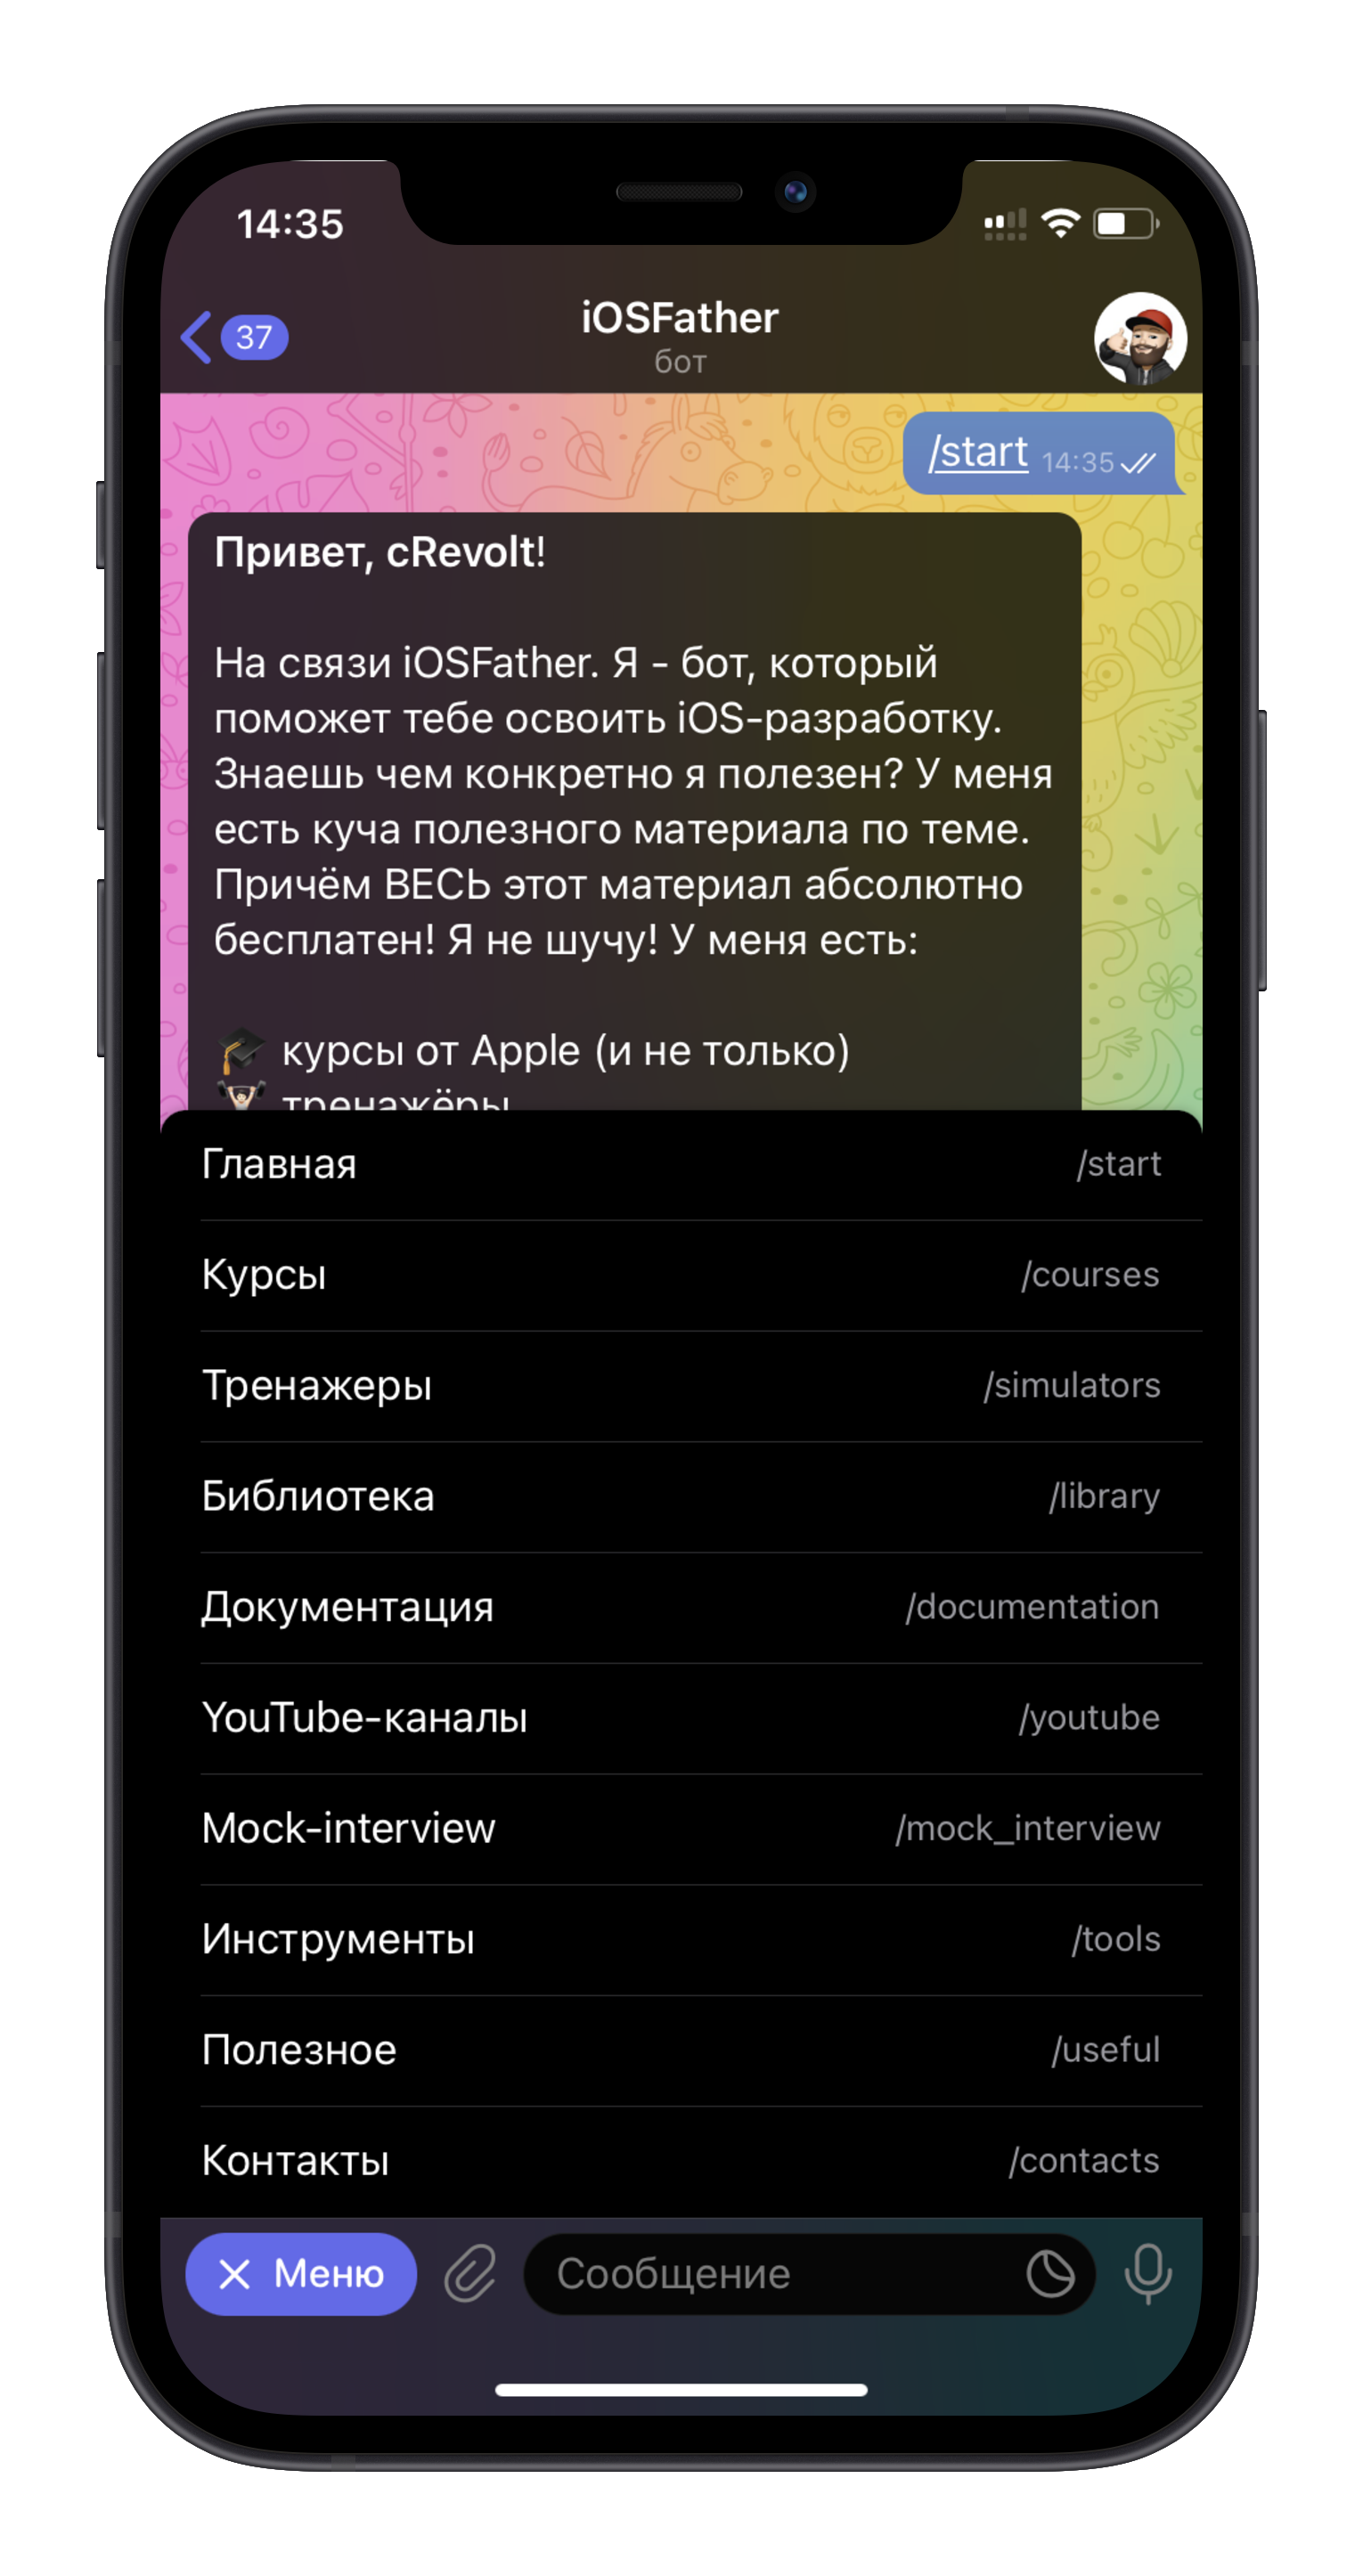 14:35
37
iOSFather
бот
/start 14:35
Привет, cRevolt!
На связи iOSFather. Я - бот, который
поможет тебе освоить iOS-разработку.
Знаешь чем конкретно я полезен? У меня
есть куча полезного материала по теме.
Причём ВЕСЬ этот материал абсолютно
бесплатен! Я не шучу! У меня есть:
🎓 курсы от Apple (и не только)
🏋🏻 тренажёры
Главная /start
Курсы /courses
Тренажеры /simulators
Библиотека /library
Документация /documentation
YouTube-каналы /youtube
Mock-interview /mock_interview
Инструменты /tools
Полезное /useful
Контакты /contacts
Меню Сообщение